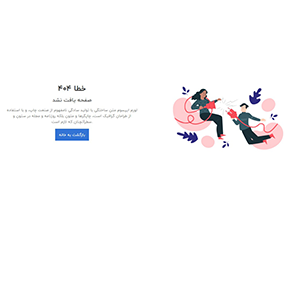 خطا ۴۰۴
صفحه یافت نشد
لورم ایپسوم متن ساختگی با تولید سادگی نامفهوم از صنعت چاپ و با استفاده
از طراحان گرافیک است. چاپگرها و متون بلکه روزنامه و مجله در ستون و
سطرآنچنان که لازم است
بازگشت به خانه